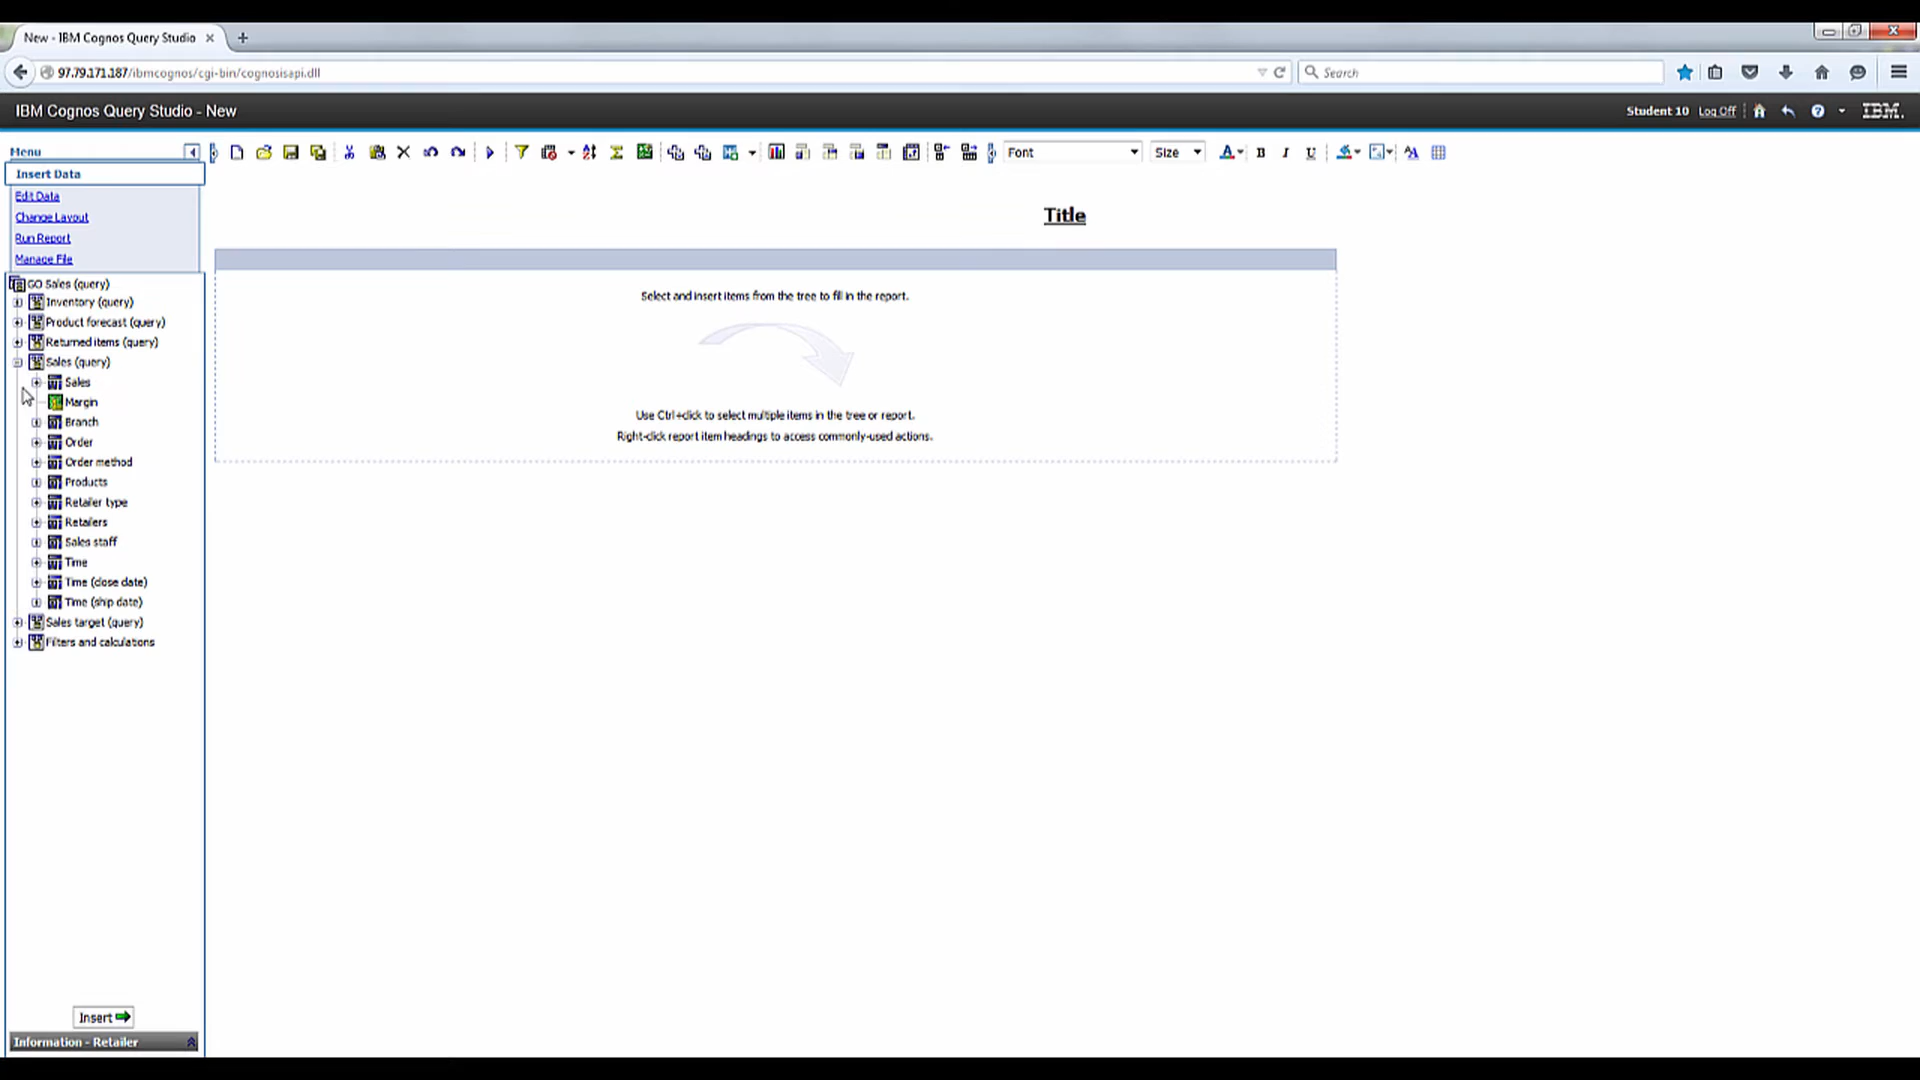 New - IBM Cognos Query Studio
97.79.171.187/ibmcognos/cgi-bin/cognosisapi.dll
Search
IBM Cognos Query Studio - New
Student 10 Log Off
IBM.
Menu
Font
Size
A
B
I
U
Insert Data
Edit Data
Change Layout
Run Report
Manage File
Title
GO Sales (query)
Inventory (query)
Product forecast (query)
Returned items (query)
Sales (query)
Sales
Margin
Branch
Order
Order method
Products
Retailer type
Retailers
Sales staff
Time
Time (close date)
Time (ship date)
Sales target (query)
Filters and calculations
Select and insert items from the tree to fill in the report.
Use Ctrl+click to select multiple items in the tree or report.
Right-click report item headings to access commonly-used actions.
Insert
Information - Retailer